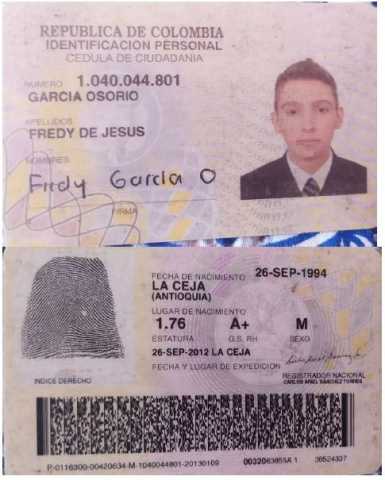 REPUBLICA DE COLOMBIA
IDENTIFICACION PERSONAL
CEDULA DE CIUDADANIA
NUMERO 1.040.044.801
GARCIA OSORIO
APELLIDOS
FREDY DE JESUS
NOMBRES
Fredy Garcia O
FIRMA
FECHA DE NACIMIENTO 26-SEP-1994
LA CEJA
(ANTIOQUIA)
LUGAR DE NACIMIENTO
1.76 A+ M
ESTATURA G.S. RH SEXO
26-SEP-2012 LA CEJA
FECHA Y LUGAR DE EXPEDICION
INDICE DERECHO
REGISTRADOR NACIONAL
CARLOS ARIEL SANCHEZ TORRES
P-0116300-00420634-M-1040044801-20130109 0032063855A 1 36524307